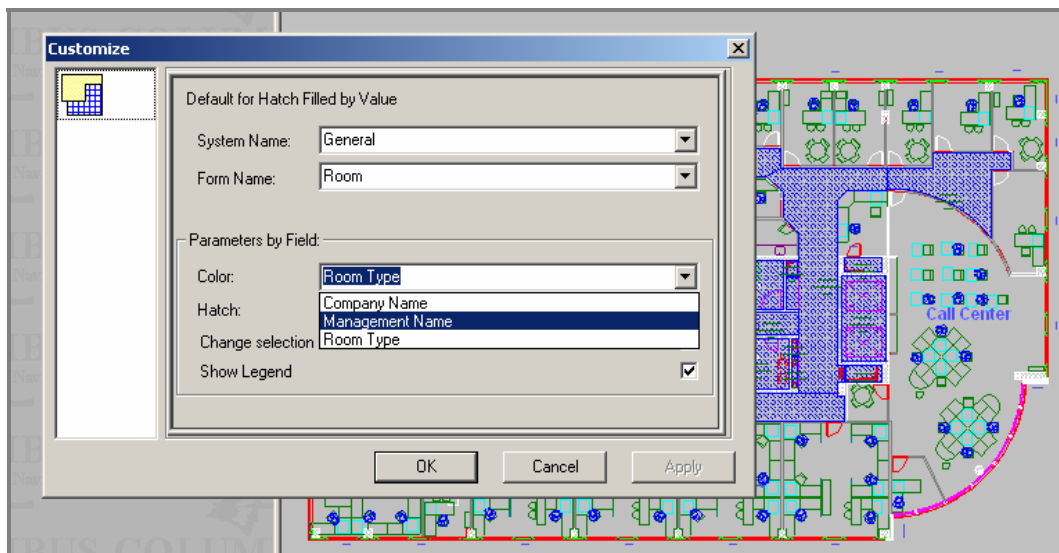 Customize
Default for Hatch Filled by Value
System Name: General
Form Name: Room
Parameters by Field:
Color: Room Type
Company Name
Hatch:
Management Name
Change selection
Room Type
Show Legend
OK Cancel Apply
Call Center